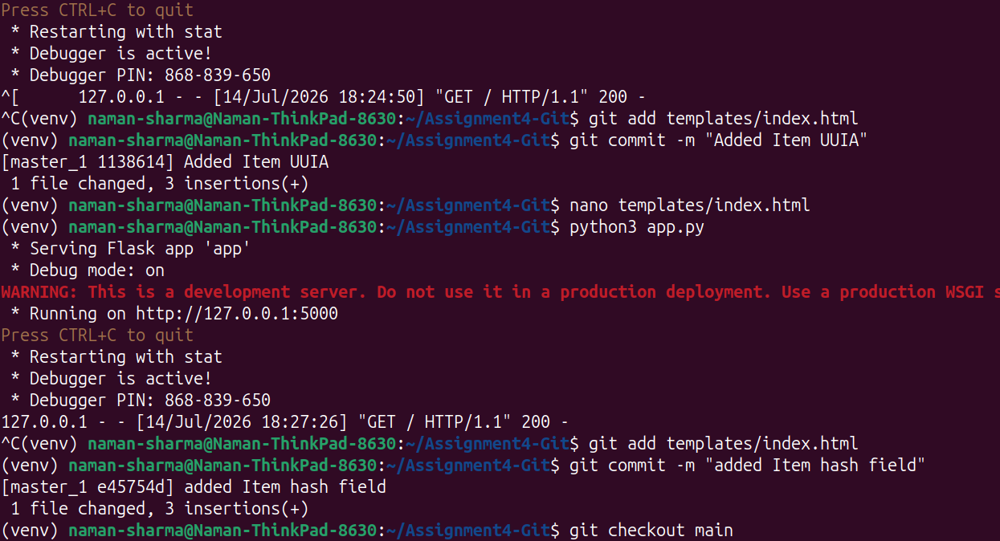 Press CTRL+C to quit
 * Restarting with stat
 * Debugger is active!
 * Debugger PIN: 868-839-650
^[      127.0.0.1 - - [14/Jul/2026 18:24:50] "GET / HTTP/1.1" 200 -
^C(venv) naman-sharma@Naman-ThinkPad-8630:~/Assignment4-Git$ git add templates/index.html
(venv) naman-sharma@Naman-ThinkPad-8630:~/Assignment4-Git$ git commit -m "Added Item UUIA"
[master_1 1138614] Added Item UUIA
 1 file changed, 3 insertions(+)
(venv) naman-sharma@Naman-ThinkPad-8630:~/Assignment4-Git$ nano templates/index.html
(venv) naman-sharma@Naman-ThinkPad-8630:~/Assignment4-Git$ python3 app.py
 * Serving Flask app 'app'
 * Debug mode: on
WARNING: This is a development server. Do not use it in a production deployment. Use a production WSGI s
 * Running on http://127.0.0.1:5000
Press CTRL+C to quit
 * Restarting with stat
 * Debugger is active!
 * Debugger PIN: 868-839-650
127.0.0.1 - - [14/Jul/2026 18:27:26] "GET / HTTP/1.1" 200 -
^C(venv) naman-sharma@Naman-ThinkPad-8630:~/Assignment4-Git$ git add templates/index.html
(venv) naman-sharma@Naman-ThinkPad-8630:~/Assignment4-Git$ git commit -m "added Item hash field"
[master_1 e45754d] added Item hash field
 1 file changed, 3 insertions(+)
(venv) naman-sharma@Naman-ThinkPad-8630:~/Assignment4-Git$ git checkout main